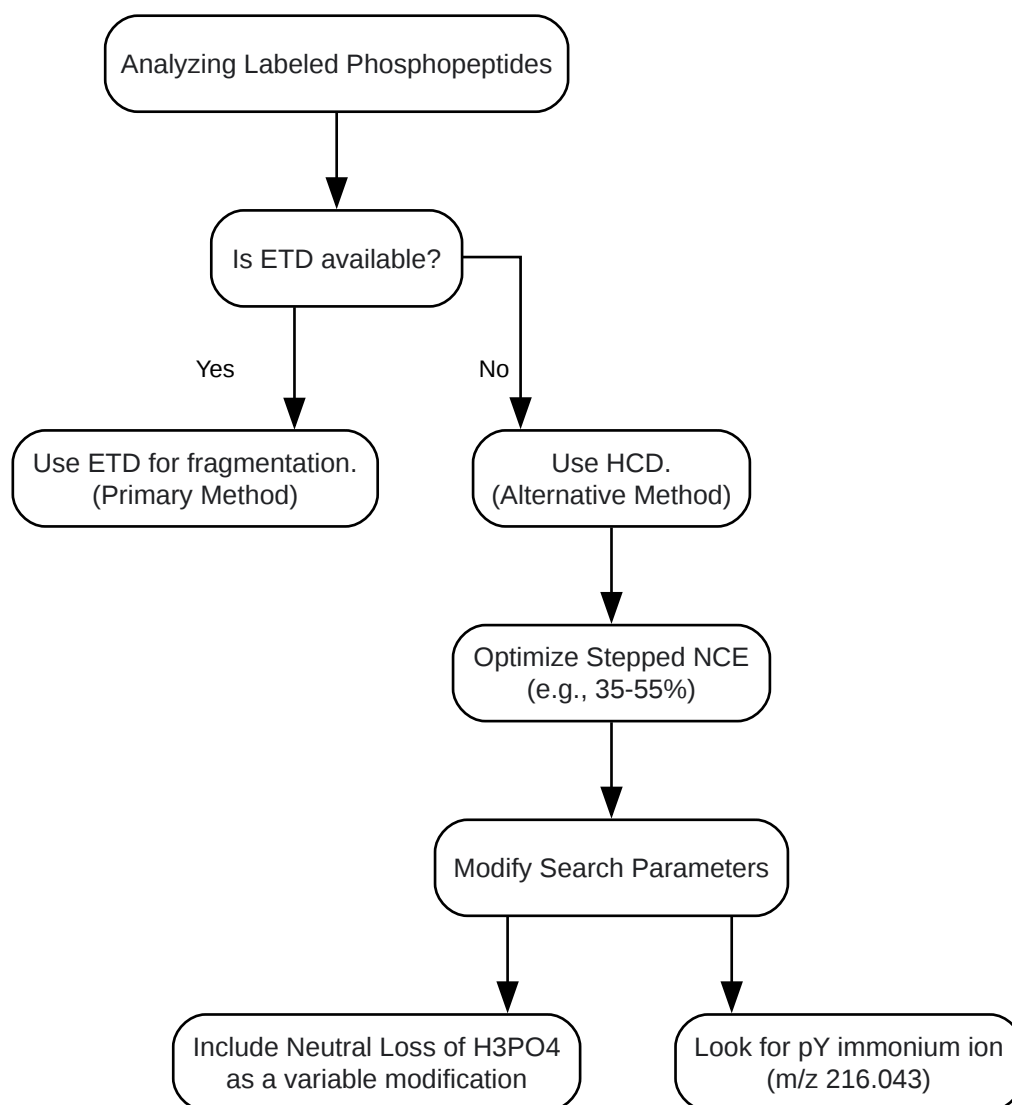 Analyzing Labeled Phosphopeptides
Is ETD available?
Yes
No
Use ETD for fragmentation.
(Primary Method)
Use HCD.
(Alternative Method)
Optimize Stepped NCE
(e.g., 35-55%)
Modify Search Parameters
Include Neutral Loss of H3PO4
as a variable modification
Look for pY immonium ion
(m/z 216.043)